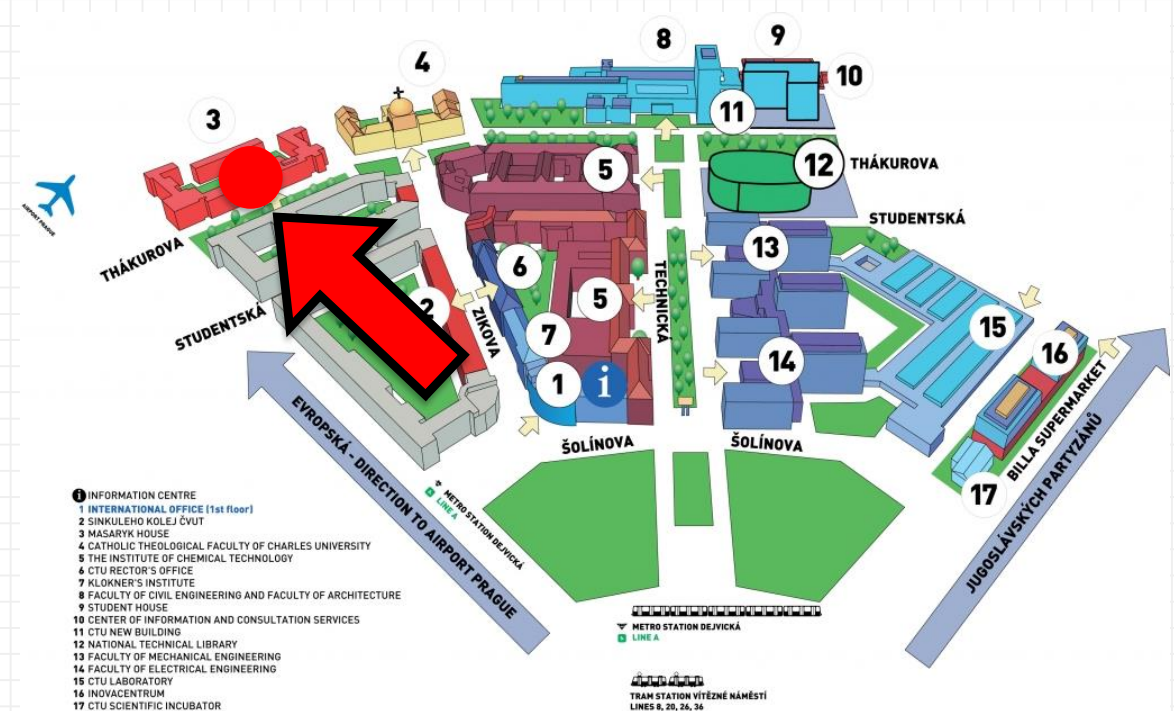 8
9
4
10
3
11
5
12
THÁKUROVA
AIRPORT PRAGUE
STUDENTSKÁ
THÁKUROVA
13
6
TECHNICKÁ
2
ZIKOVA
5
STUDENTSKÁ
15
7
16
14
1
i
BILLA SUPERMARKET
EVROPSKÁ - DIRECTION TO AIRPORT PRAGUE
ŠOLÍNOVA
ŠOLÍNOVA
JUGOSLÁVSKÝCH PARTYZÁNŮ
17
METRO STATION DEJVICKÁ
LINE A
i INFORMATION CENTRE
1 INTERNATIONAL OFFICE (1st floor)
2 SINKULEHO KOLEJ ČVUT
3 MASARYK HOUSE
4 CATHOLIC THEOLOGICAL FACULTY OF CHARLES UNIVERSITY
5 THE INSTITUTE OF CHEMICAL TECHNOLOGY
6 CTU RECTOR'S OFFICE
7 KLOKNER'S INSTITUTE
8 FACULTY OF CIVIL ENGINEERING AND FACULTY OF ARCHITECTURE
9 STUDENT HOUSE
10 CENTER OF INFORMATION AND CONSULTATION SERVICES
11 CTU NEW BUILDING
12 NATIONAL TECHNICAL LIBRARY
13 FACULTY OF MECHANICAL ENGINEERING
14 FACULTY OF ELECTRICAL ENGINEERING
15 CTU LABORATORY
16 INOVACENTRUM
17 CTU SCIENTIFIC INCUBATOR
METRO STATION DEJVICKÁ
LINE A
TRAM STATION VÍTĚZNÉ NÁMĚSTÍ
LINES 8, 20, 26, 36